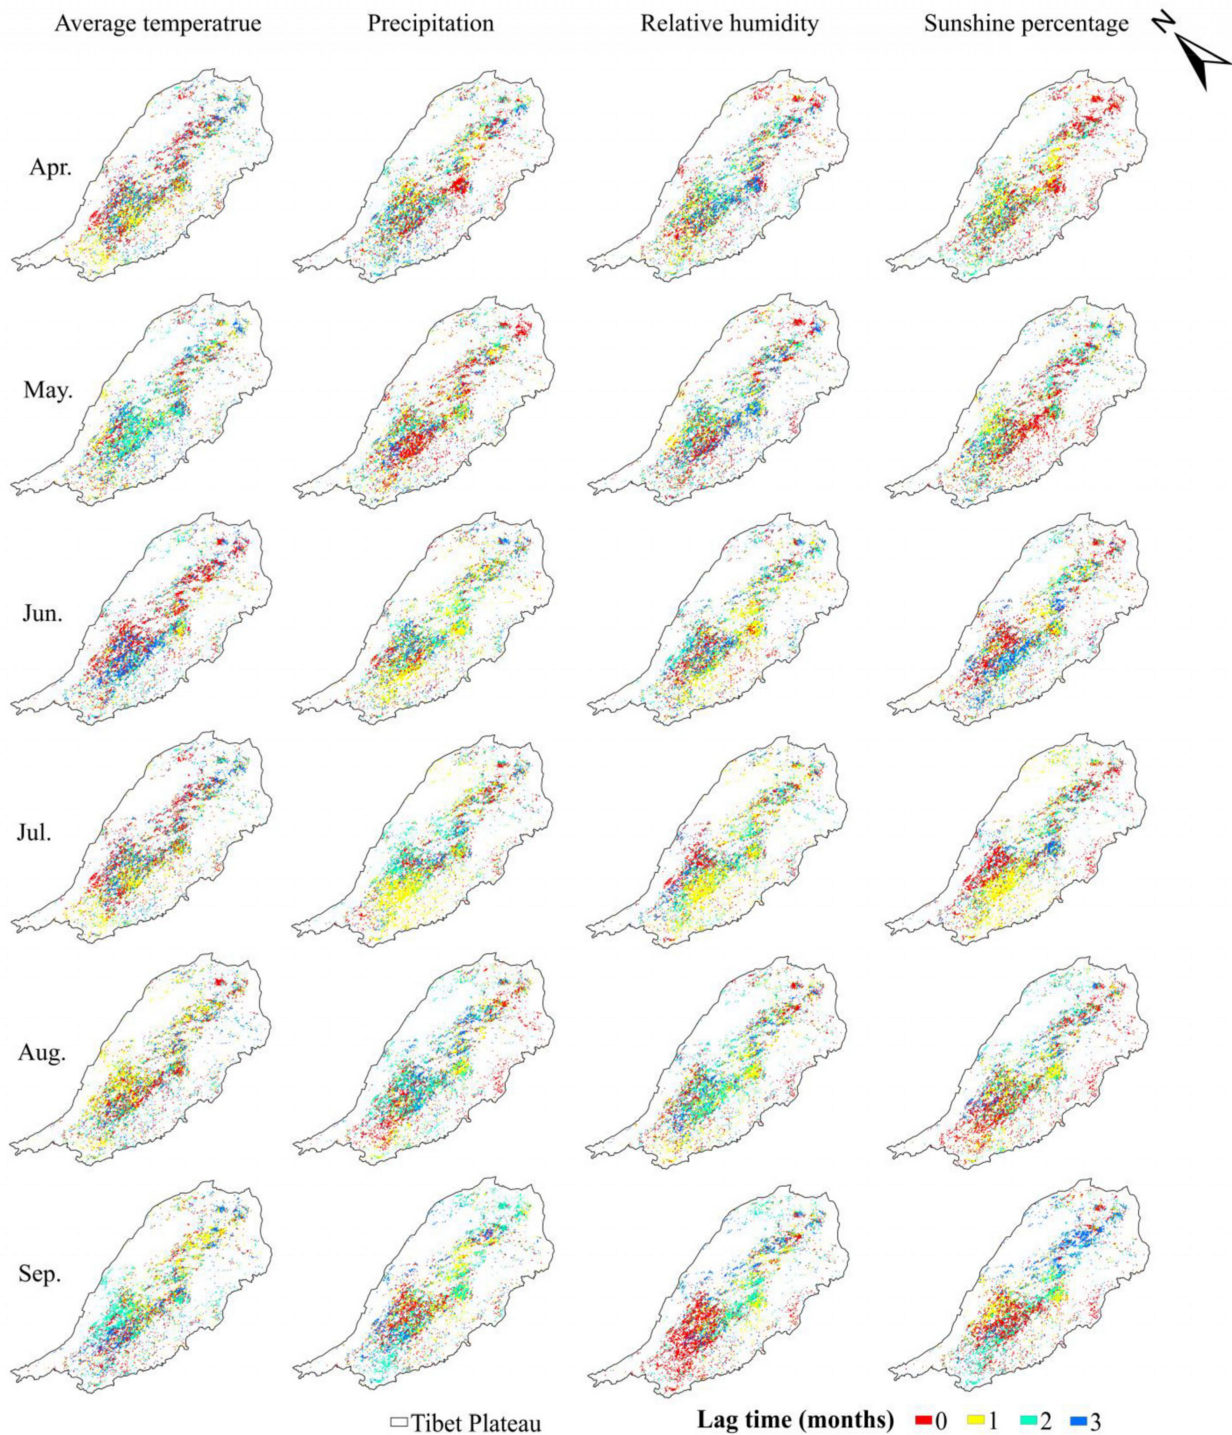 Average temperatrue Precipitation Relative humidity Sunshine percentage N
Apr.
May.
Jun.
Jul.
Aug.
Sep.
Tibet Plateau Lag time (months) 0 1 2 3